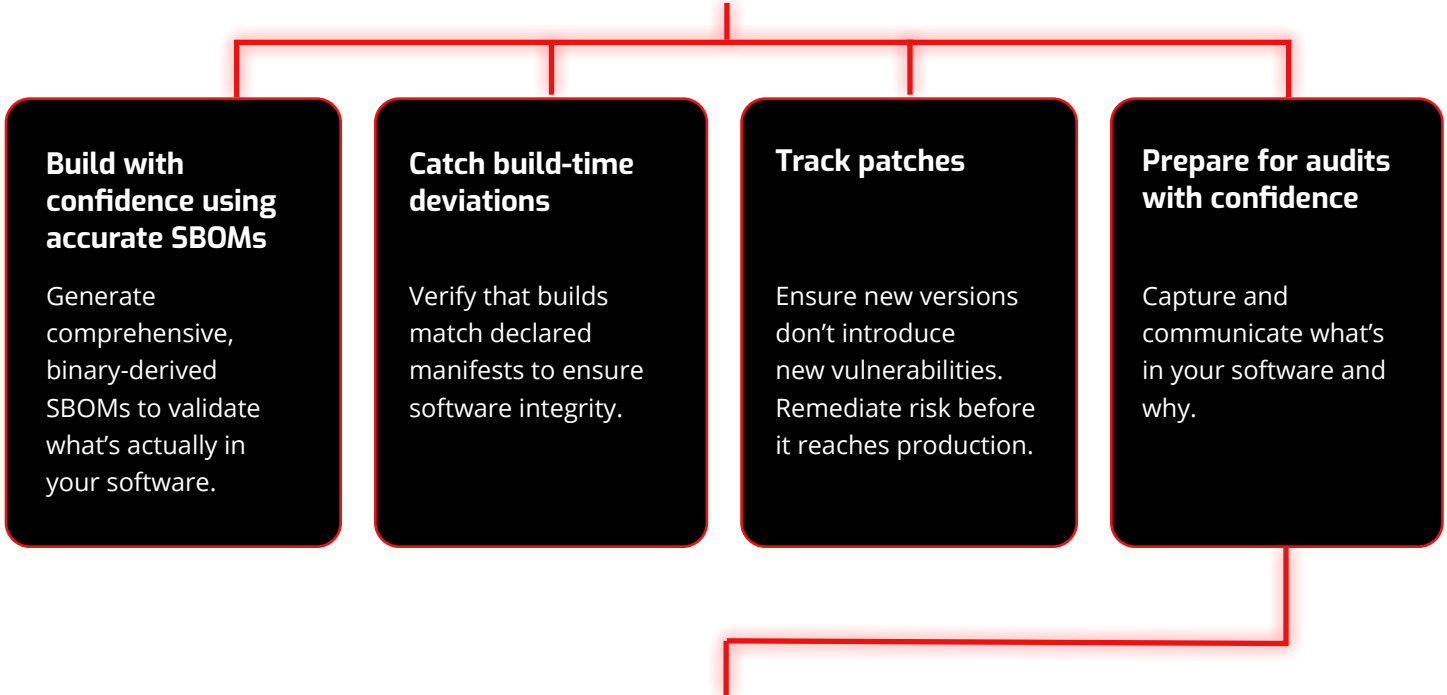 Build with
confidence using
accurate SBOMs
Generate
comprehensive,
binary-derived
SBOMs to validate
what’s actually in
your software.
Catch build-time
deviations
Verify that builds
match declared
manifests to ensure
software integrity.
Track patches
Ensure new versions
don’t introduce
new vulnerabilities.
Remediate risk before
it reaches production.
Prepare for audits
with confidence
Capture and
communicate what’s
in your software and
why.